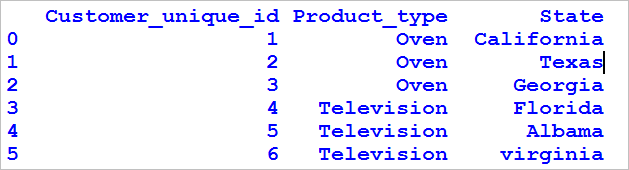 Customer_unique_id Product_type State
0 1 Oven California
1 2 Oven Texas
2 3 Oven Georgia
3 4 Television Florida
4 5 Television Albama
5 6 Television virginia